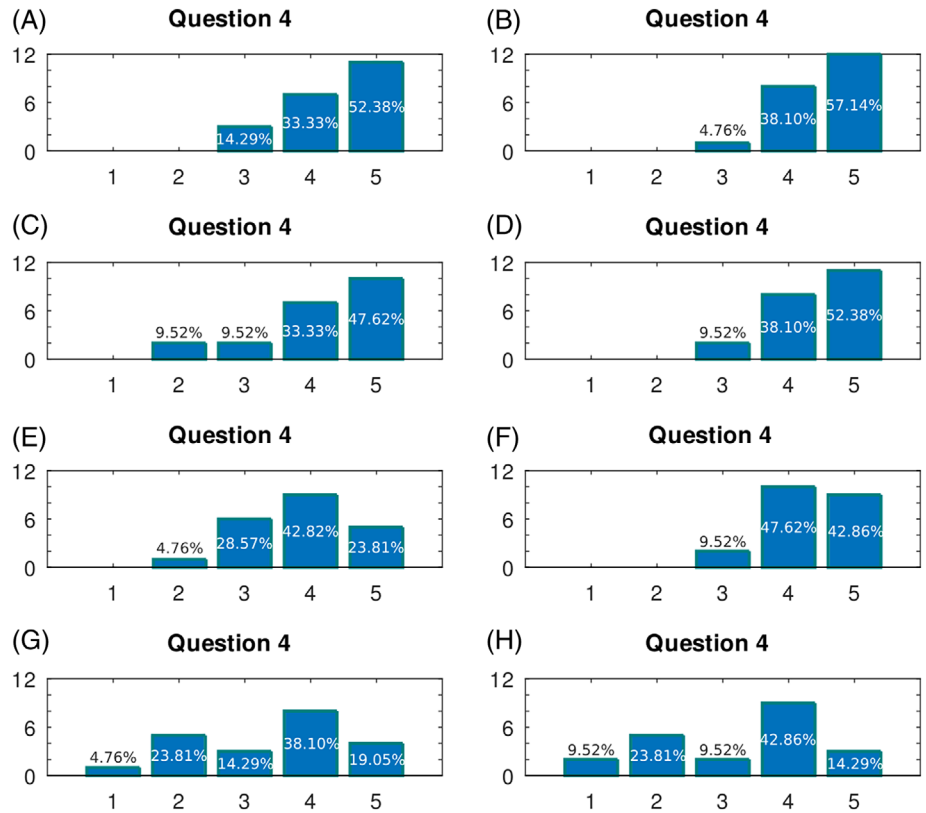 (A) Question 4
12
6
0
14.29% 33.33% 52.38%
1 2 3 4 5
(B) Question 4
12
6
0
4.76% 38.10% 57.14%
1 2 3 4 5
(C) Question 4
12
6
0
9.52% 9.52% 33.33% 47.62%
1 2 3 4 5
(D) Question 4
12
6
0
9.52% 38.10% 52.38%
1 2 3 4 5
(E) Question 4
12
6
0
4.76% 28.57% 42.82% 23.81%
1 2 3 4 5
(F) Question 4
12
6
0
9.52% 47.62% 42.86%
1 2 3 4 5
(G) Question 4
12
6
0
4.76% 23.81% 14.29% 38.10% 19.05%
1 2 3 4 5
(H) Question 4
12
6
0
9.52% 23.81% 9.52% 42.86% 14.29%
1 2 3 4 5